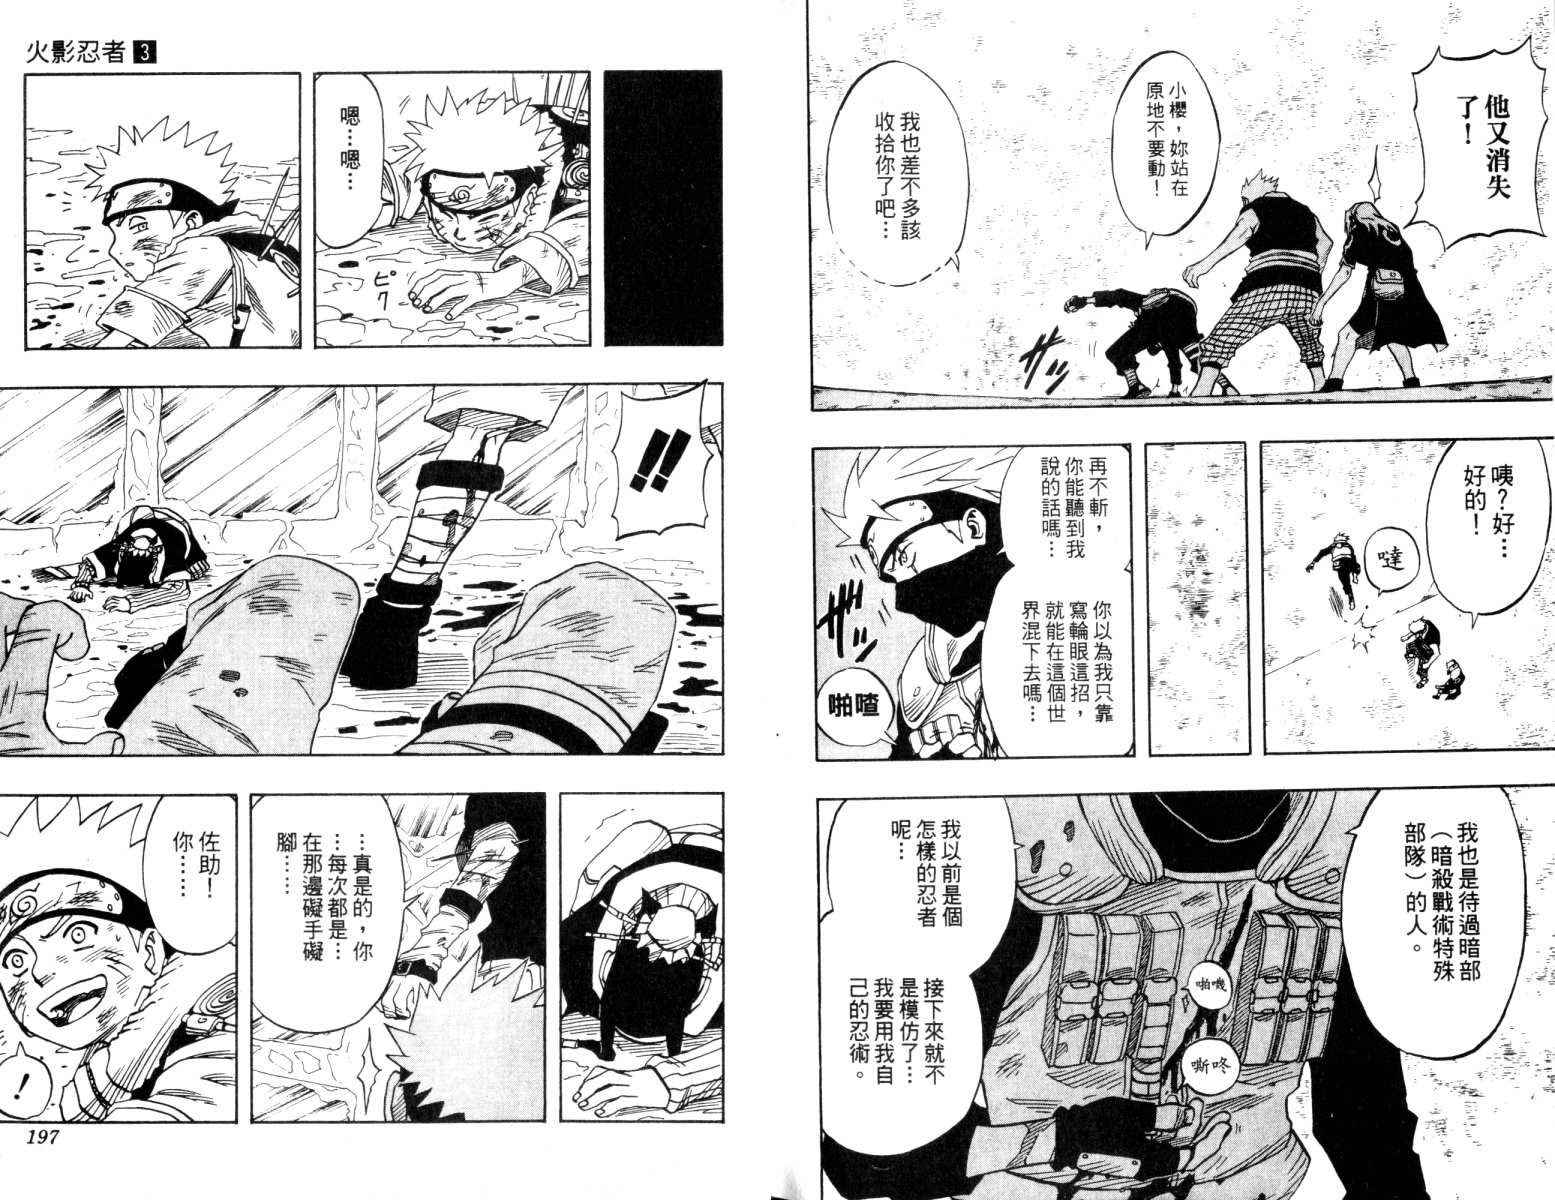 他又消失
了！
小櫻，妳站在
原地不要動！
我也差不多該
收拾你了吧…
咦？好…
好的！
噠
再不斬，
你能聽到我
說的話嗎…
你以為我只靠
寫輪眼這招，
就能在這個世
界混下去嗎…
啪喳
我也是待過暗部
（暗殺戰術特殊
部隊）的人。
啪嘰
嘶咚
我以前是個
怎樣的忍者
呢…
接下來就不
是模仿了…
我要用我自
己的忍術。
火影忍者 3
嗯…嗯…
ピク
!!
…真是的，你
…每次都是…
在那邊礙手礙
腳……
佐助！
你……
！
197